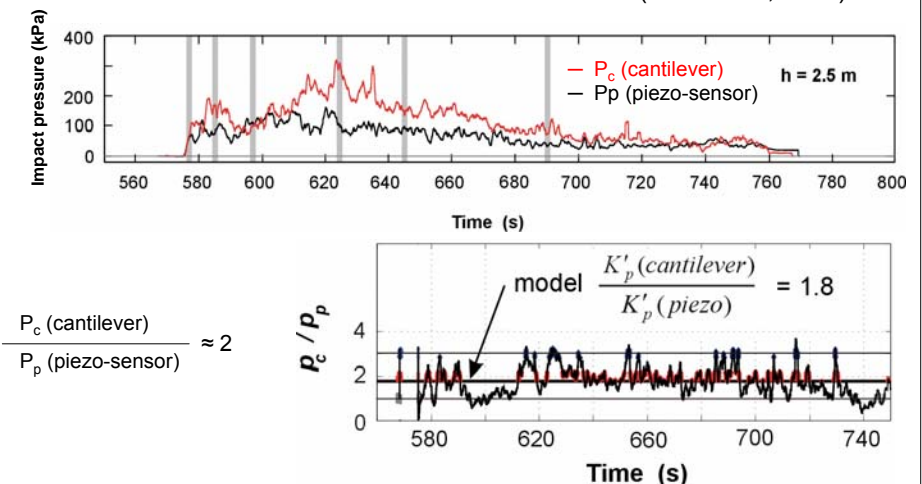 Impact pressure (kPa)
400
200
100
0
P_c (cantilever)
Pp (piezo-sensor)
h = 2.5 m
560 580 600 620 640 660 680 700 720 740 760 780 800
Time (s)
P_c (cantilever)
P_p (piezo-sensor)
≈ 2
p_c / p_p
4
2
0
model K'_p (cantilever)
K'_p (piezo)
= 1.8
580 620 660 700 740
Time (s)